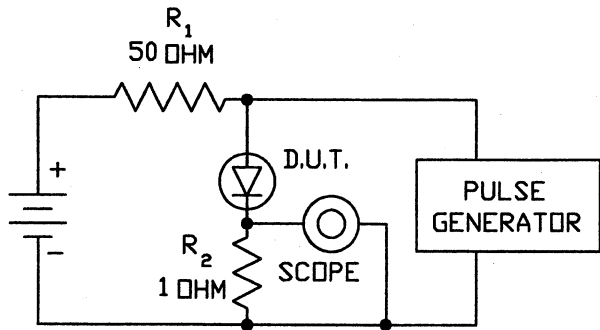 R1
50 OHM
+
D.U.T.
PULSE
GENERATOR
−
R2
1 OHM
SCOPE